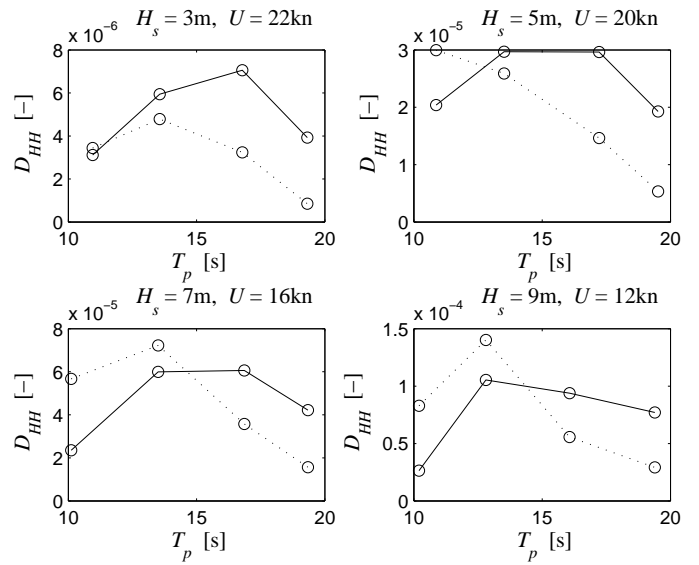 H_s = 3m, U = 22kn
x 10^-6
8
6
4
2
0
D_HH [−]
10 15 20
T_p [s]
H_s = 5m, U = 20kn
x 10^-5
3
2
1
0
D_HH [−]
10 15 20
T_p [s]
H_s = 7m, U = 16kn
x 10^-5
8
6
4
2
0
D_HH [−]
10 15 20
T_p [s]
H_s = 9m, U = 12kn
x 10^-4
1.5
1
0.5
0
D_HH [−]
10 15 20
T_p [s]